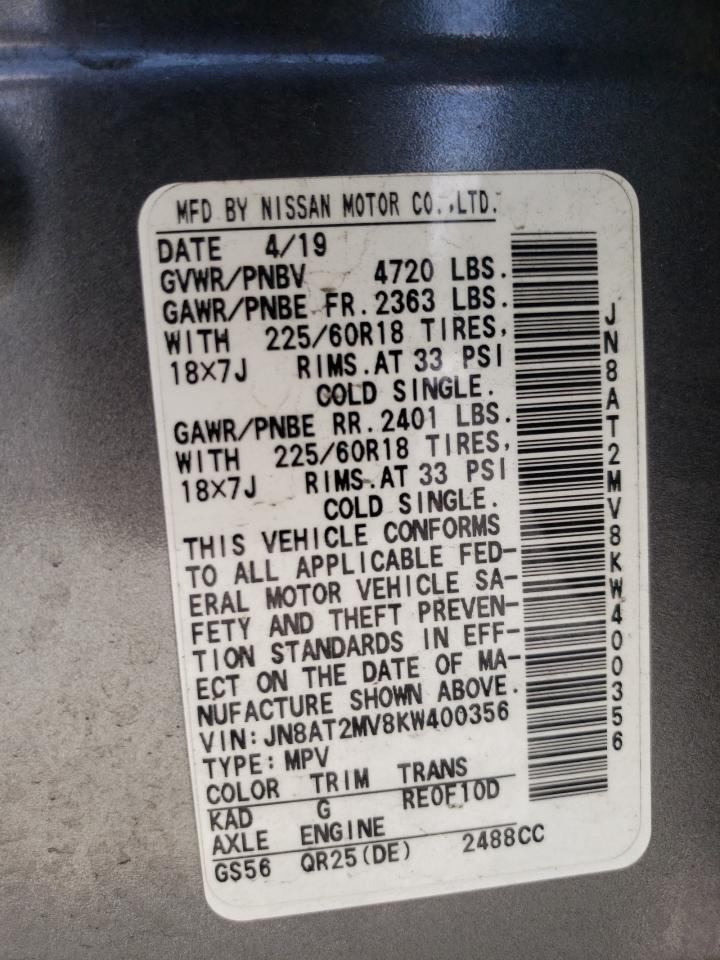 MFD BY NISSAN MOTOR CO.,LTD.
DATE 4/19
GVWR/PNBV 4720 LBS.
GAWR/PNBE FR.2363 LBS.
WITH 225/60R18 TIRES,
18×7J RIMS.AT 33 PSI
COLD SINGLE.
GAWR/PNBE RR.2401 LBS.
WITH 225/60R18 TIRES,
18×7J RIMS.AT 33 PSI
COLD SINGLE.
THIS VEHICLE CONFORMS
TO ALL APPLICABLE FED-
ERAL MOTOR VEHICLE SA-
FETY AND THEFT PREVEN-
TION STANDARDS IN EFF-
ECT ON THE DATE OF MA-
NUFACTURE SHOWN ABOVE.
VIN:JN8AT2MV8KW400356
TYPE:MPV
COLOR TRIM TRANS
KAD G RE0F10D
AXLE ENGINE
GS56 QR25(DE) 2488CC
JN8AT2MV8KW400356